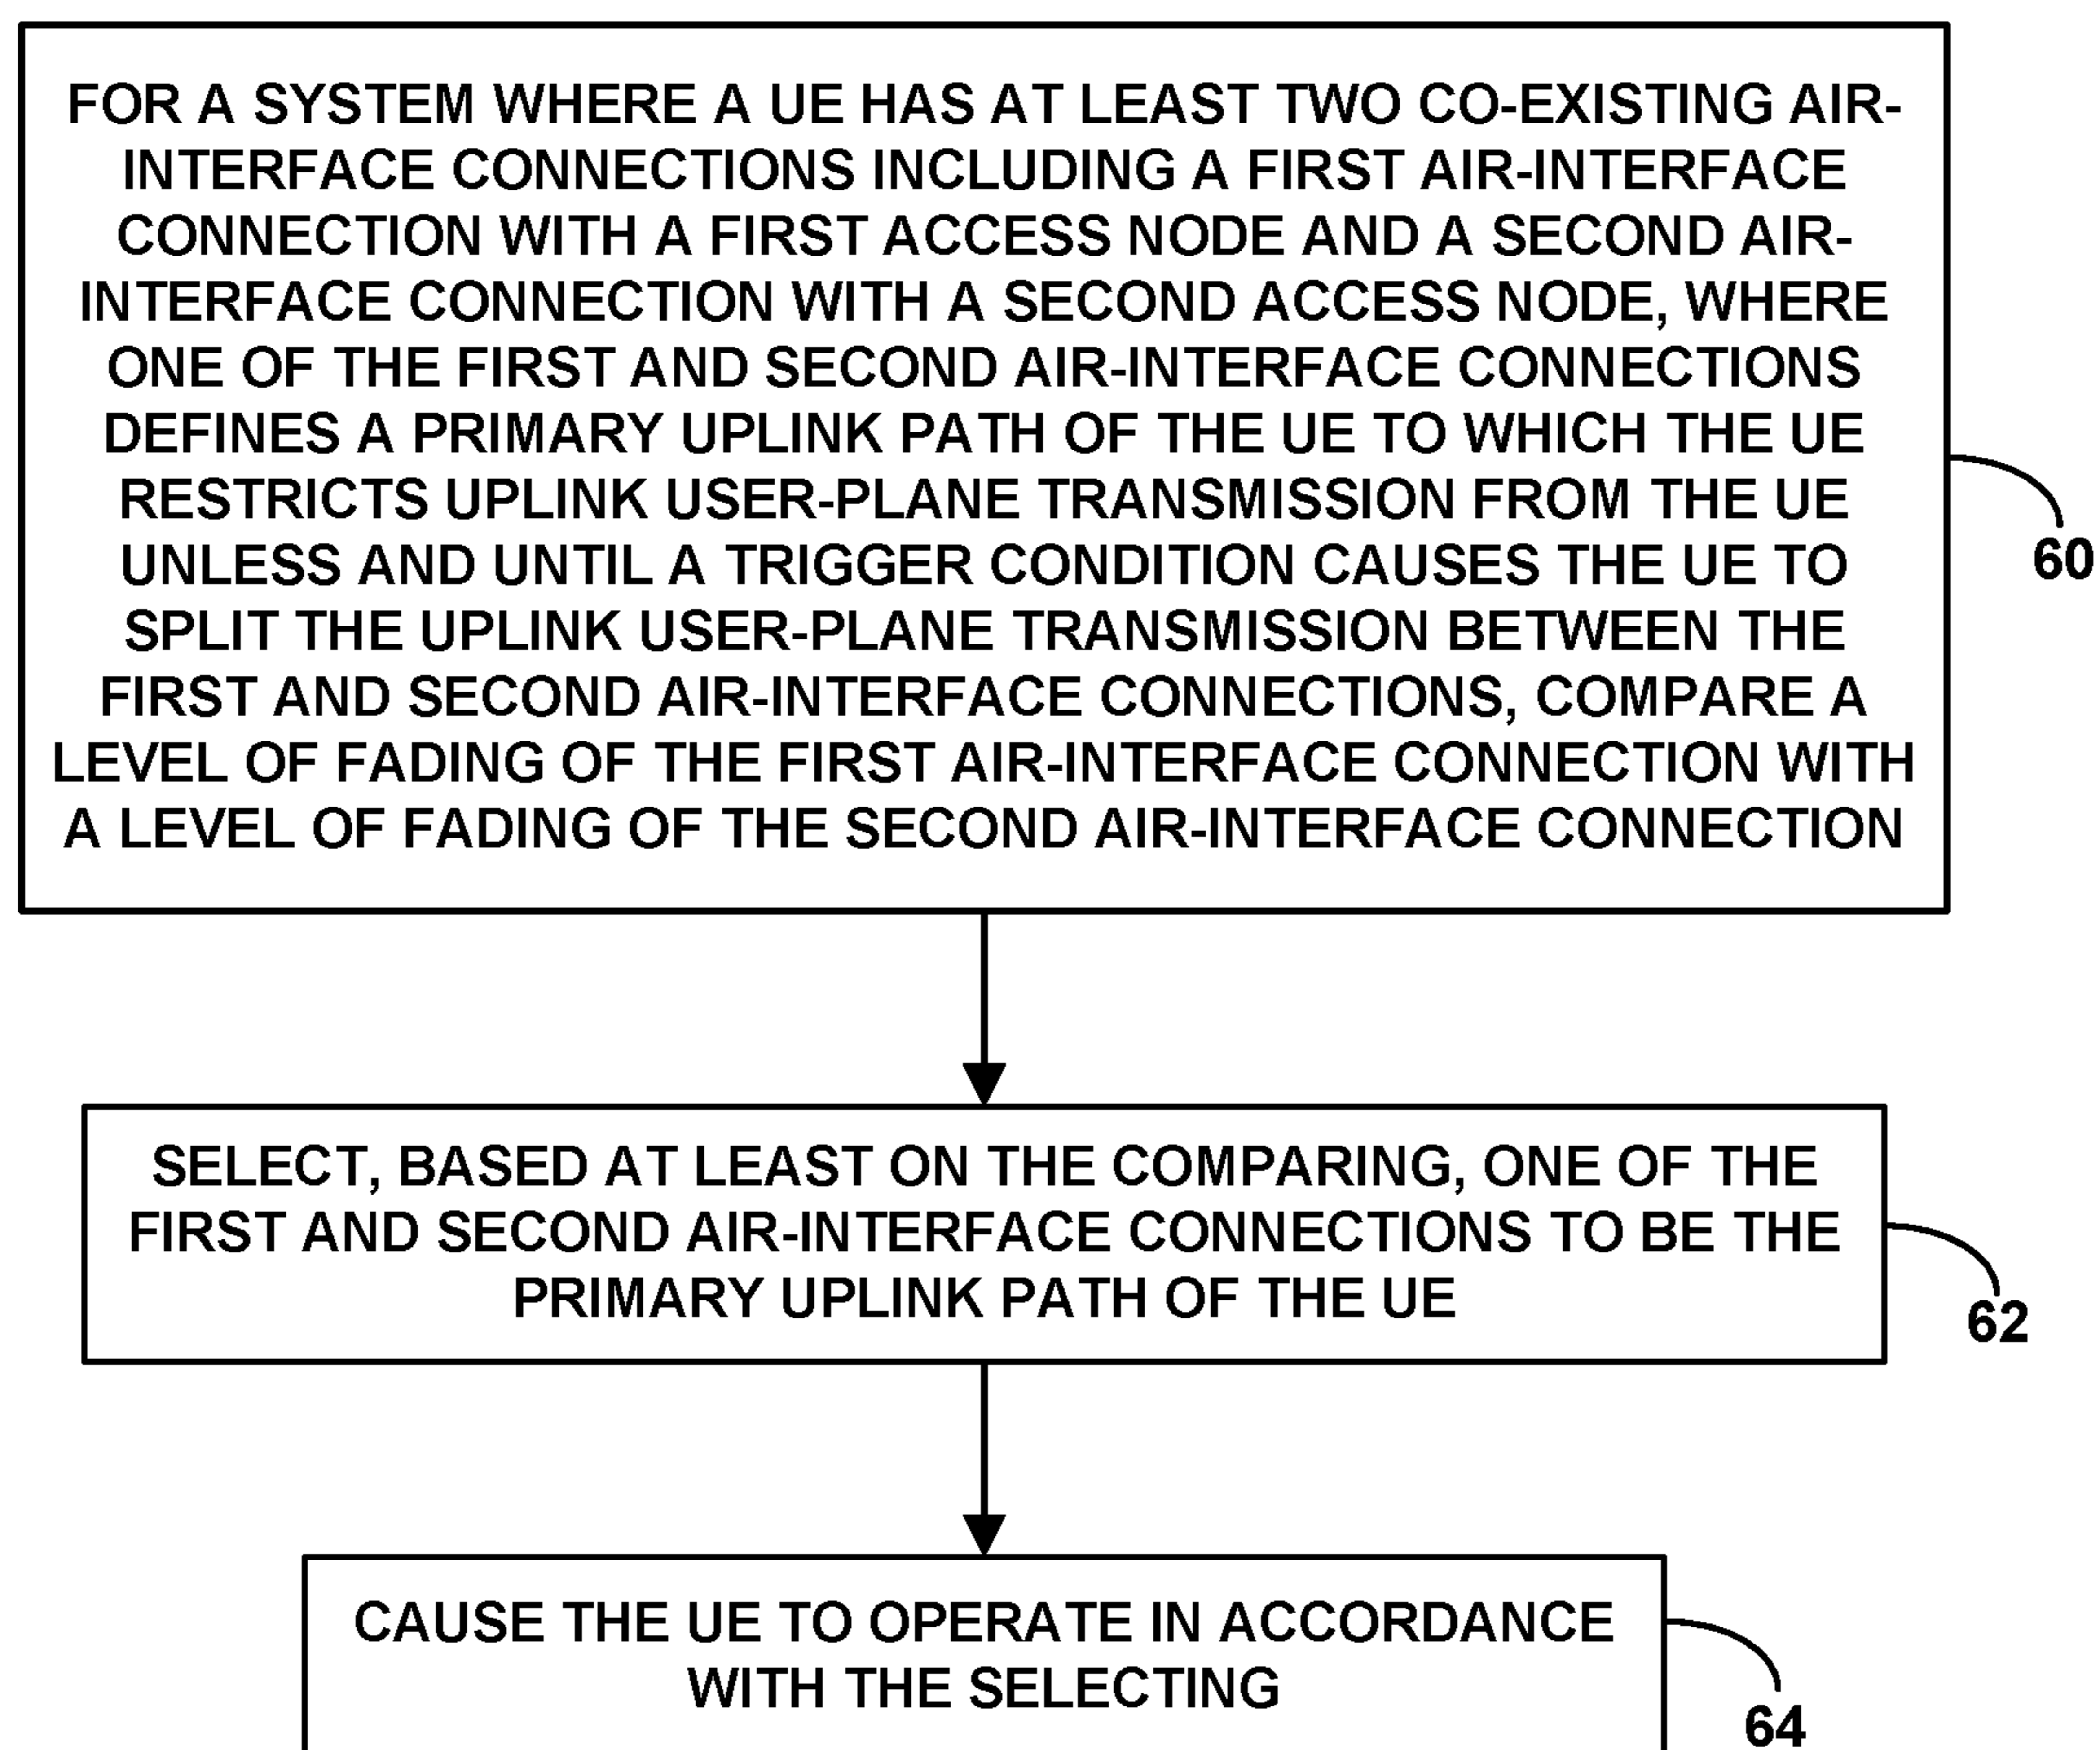 FOR A SYSTEM WHERE A UE HAS AT LEAST TWO CO-EXISTING AIR-
INTERFACE CONNECTIONS INCLUDING A FIRST AIR-INTERFACE
CONNECTION WITH A FIRST ACCESS NODE AND A SECOND AIR-
INTERFACE CONNECTION WITH A SECOND ACCESS NODE, WHERE
ONE OF THE FIRST AND SECOND AIR-INTERFACE CONNECTIONS
DEFINES A PRIMARY UPLINK PATH OF THE UE TO WHICH THE UE
RESTRICTS UPLINK USER-PLANE TRANSMISSION FROM THE UE
UNLESS AND UNTIL A TRIGGER CONDITION CAUSES THE UE TO
SPLIT THE UPLINK USER-PLANE TRANSMISSION BETWEEN THE
FIRST AND SECOND AIR-INTERFACE CONNECTIONS, COMPARE A
LEVEL OF FADING OF THE FIRST AIR-INTERFACE CONNECTION WITH
A LEVEL OF FADING OF THE SECOND AIR-INTERFACE CONNECTION
60
SELECT, BASED AT LEAST ON THE COMPARING, ONE OF THE
FIRST AND SECOND AIR-INTERFACE CONNECTIONS TO BE THE
PRIMARY UPLINK PATH OF THE UE
62
CAUSE THE UE TO OPERATE IN ACCORDANCE
WITH THE SELECTING
64